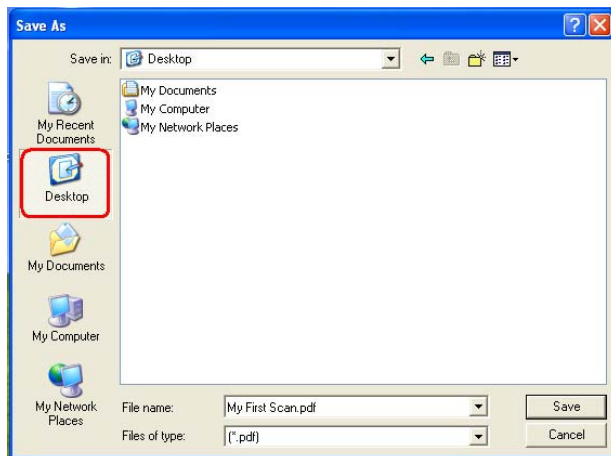 Save As
Save in: Desktop
My Documents
My Computer
My Network Places
My Recent
Documents
Desktop
My Documents
My Computer
My Network
Places
File name: My First Scan.pdf Save
Files of type: (*.pdf) Cancel